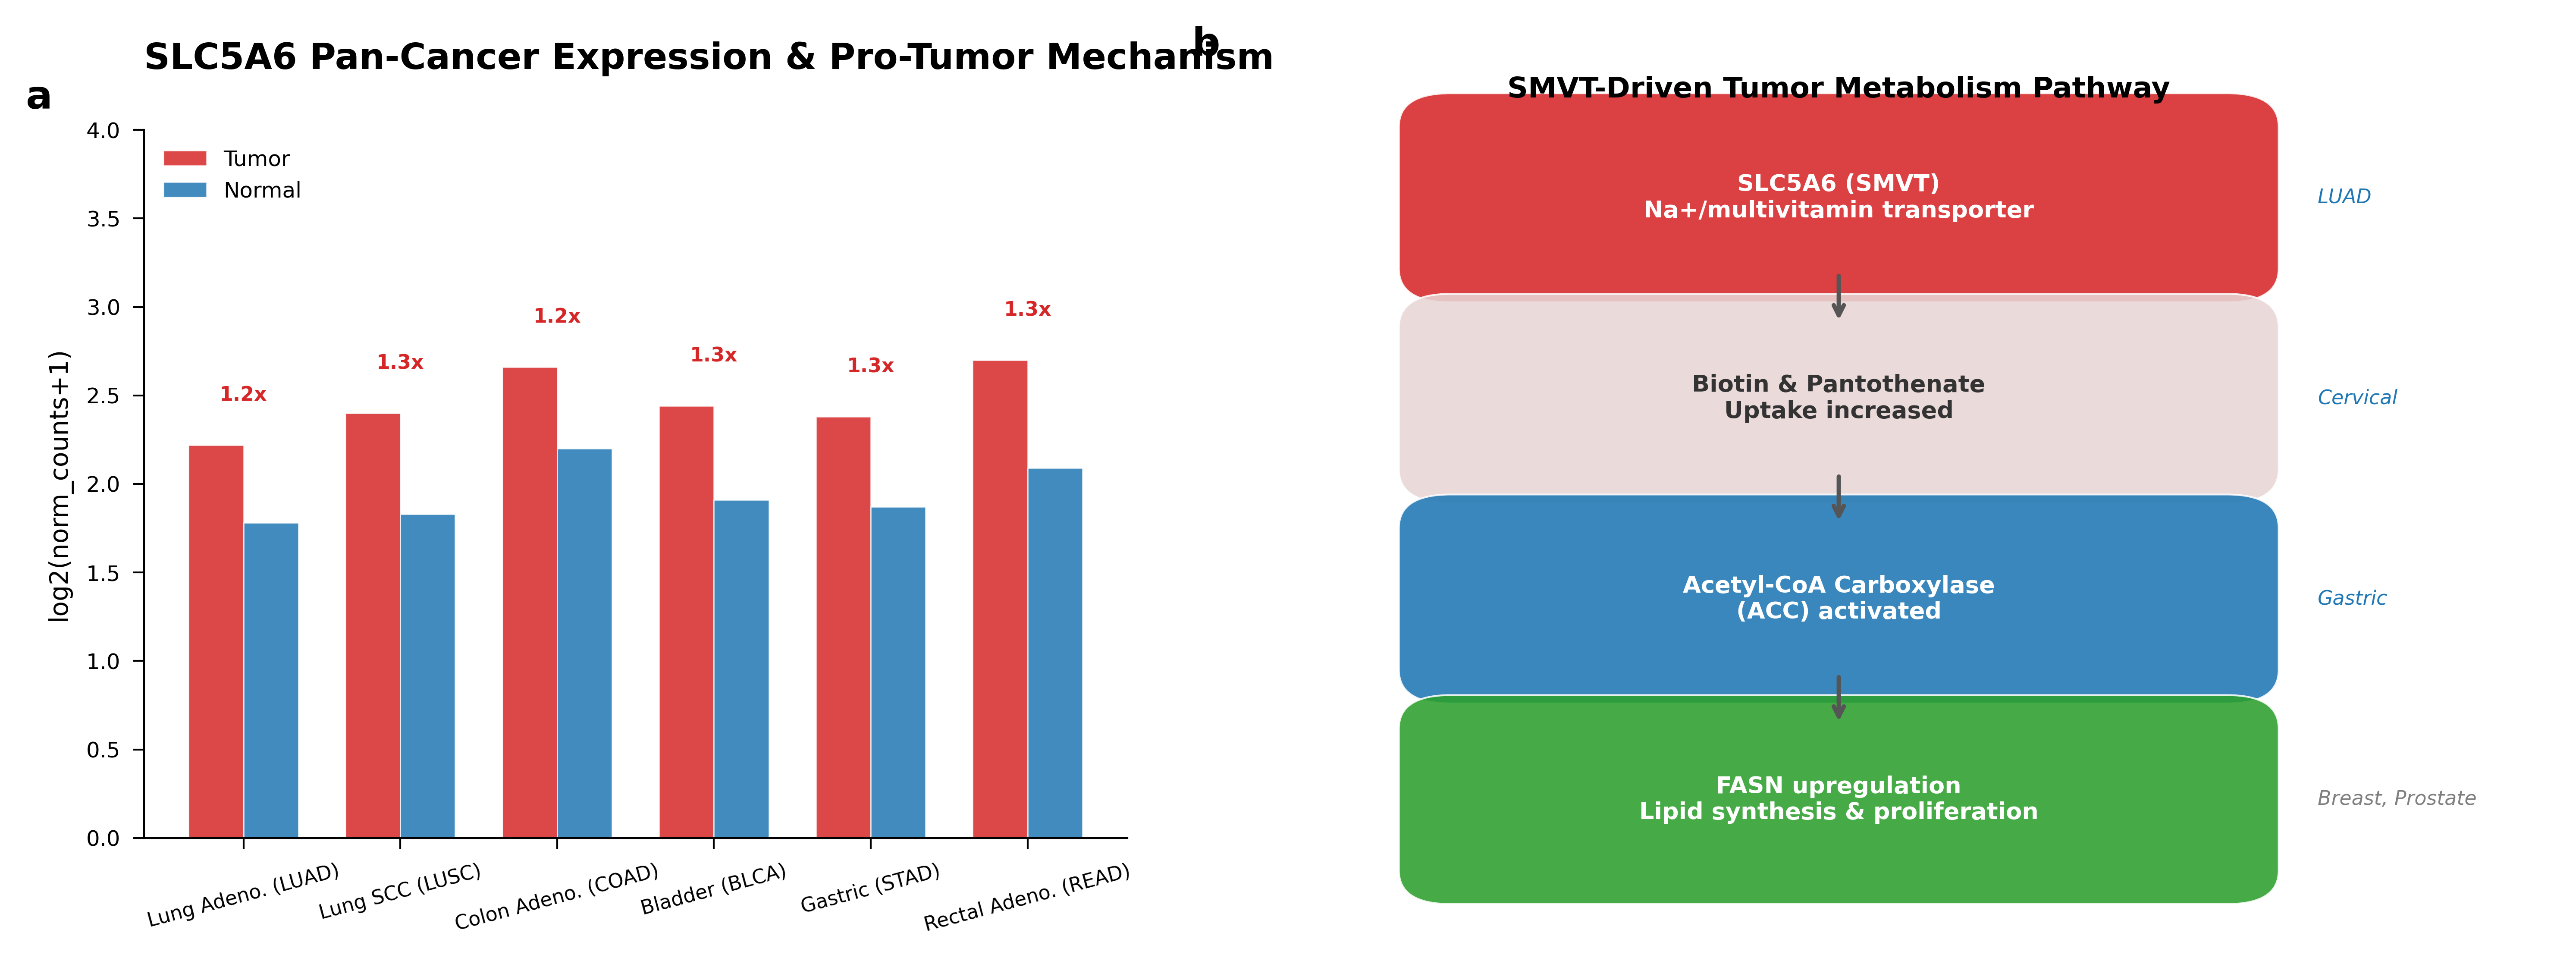 SLC5A6 Pan-Cancer Expression & Pro-Tumor Mechanism
a
log2(norm_counts+1)
4.0
3.5
3.0
2.5
2.0
1.5
1.0
0.5
0.0
Tumor
Normal
1.2x
1.3x
1.2x
1.3x
1.3x
1.3x
Lung Adeno. (LUAD)
Lung SCC (LUSC)
Colon Adeno. (COAD)
Bladder (BLCA)
Gastric (STAD)
Rectal Adeno. (READ)
b
SMVT-Driven Tumor Metabolism Pathway
SLC5A6 (SMVT)
Na+/multivitamin transporter
LUAD
Biotin & Pantothenate
Uptake increased
Cervical
Acetyl-CoA Carboxylase
(ACC) activated
Gastric
FASN upregulation
Lipid synthesis & proliferation
Breast, Prostate